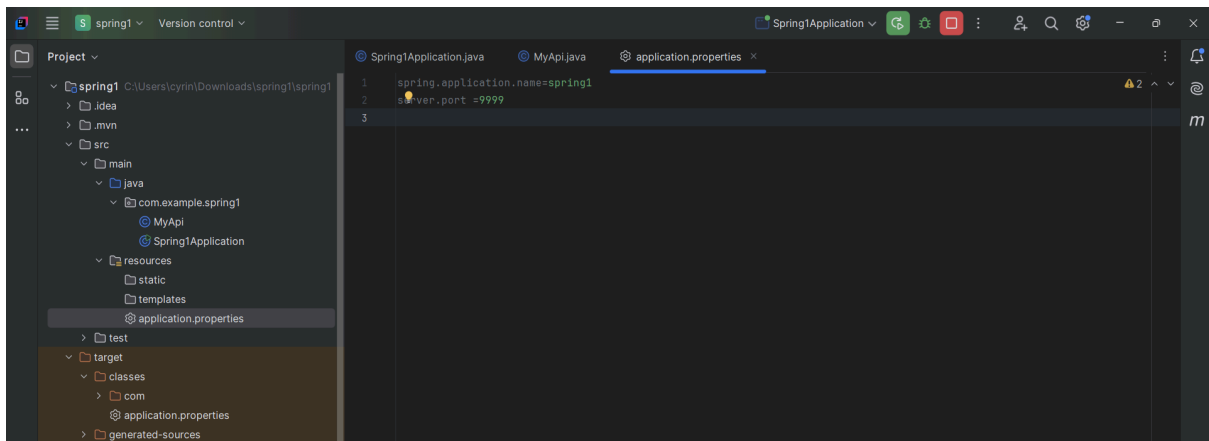 S spring1 Version control Spring1Application
Project
Spring1Application.java MyApi.java application.properties
spring1 C:\Users\cyrin\Downloads\spring1\spring1
.idea
.mvn
src
main
java
com.example.spring1
MyApi
Spring1Application
resources
static
templates
application.properties
test
target
classes
com
application.properties
generated-sources
1 spring.application.name=spring1
2 server.port =9999
3
2
m